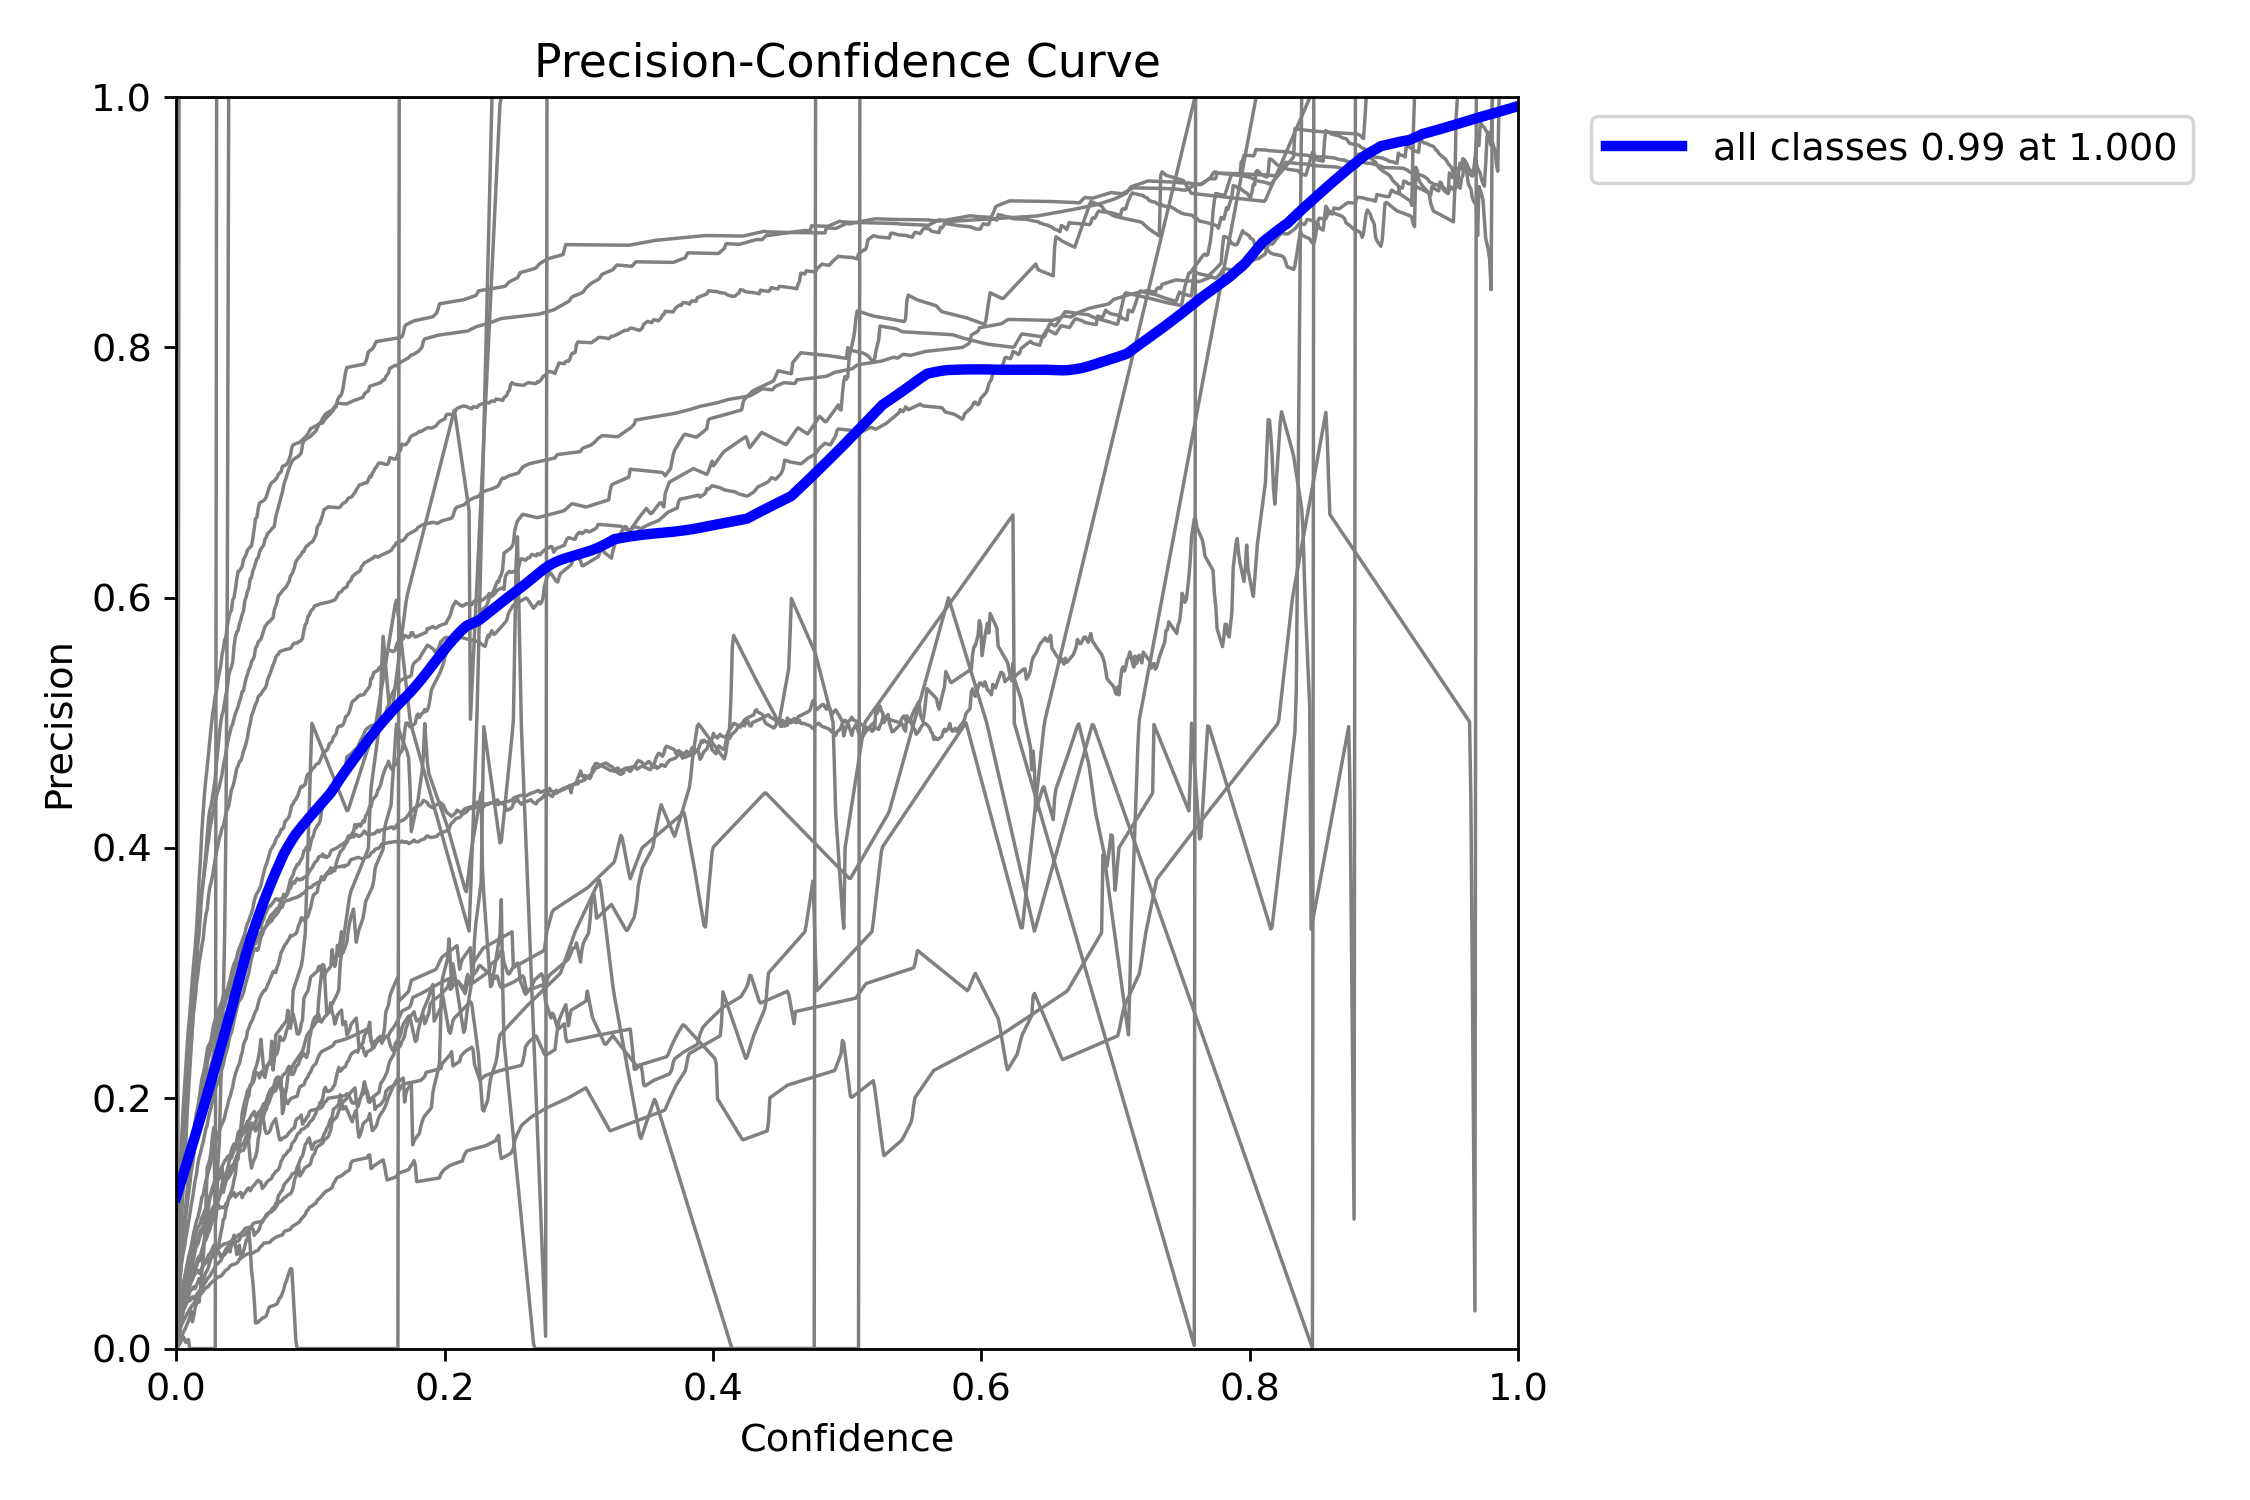 Precision-Confidence Curve
all classes 0.99 at 1.000
Precision
1.0
0.8
0.6
0.4
0.2
0.0
0.0 0.2 0.4 0.6 0.8 1.0
Confidence